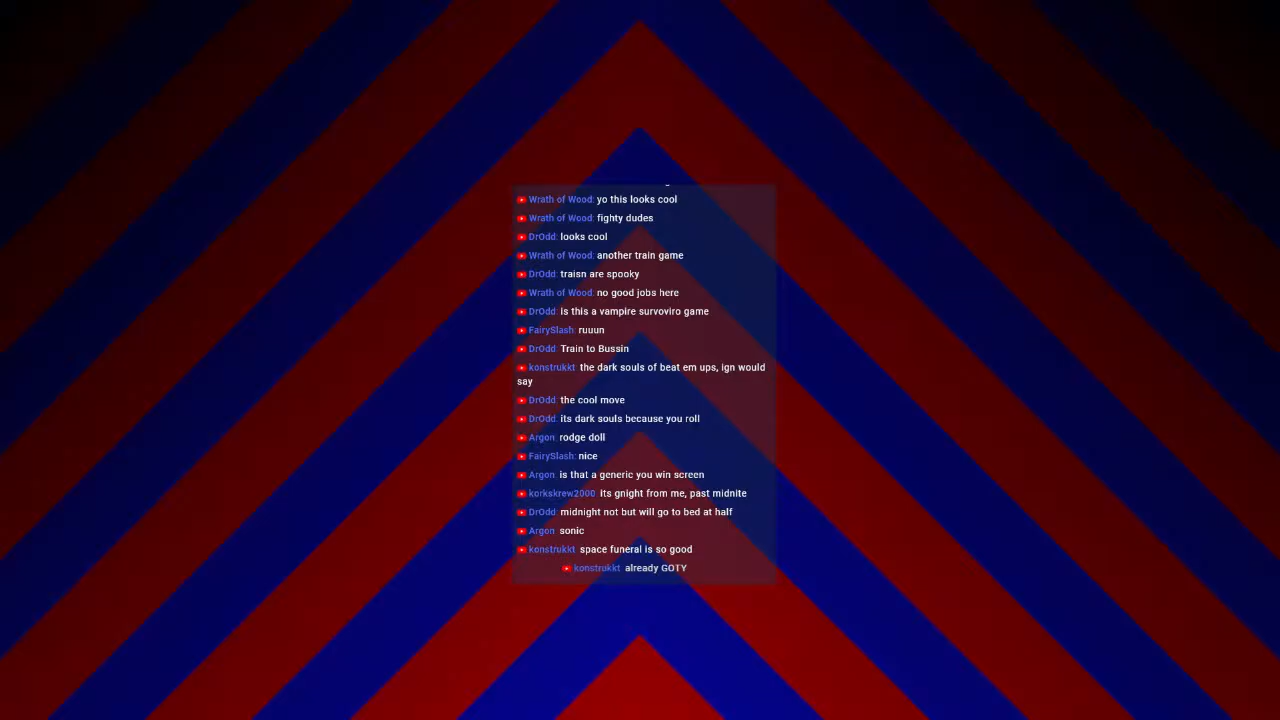 Wrath of Wood: yo this looks cool
Wrath of Wood: fighty dudes
DrOdd: looks cool
Wrath of Wood: another train game
DrOdd: traisn are spooky
Wrath of Wood: no good jobs here
DrOdd: is this a vampire survoviro game
FairySlash: ruuun
DrOdd: Train to Bussin
konstrukkt: the dark souls of beat em ups, ign would
say
DrOdd: the cool move
DrOdd: its dark souls because you roll
Argon: rodge doll
FairySlash: nice
Argon: is that a generic you win screen
korkskrew2000: Its gnight from me, past midnite
DrOdd: midnight not but will go to bed at half
Argon: sonic
konstrukkt: space funeral is so good
konstrukkt: already GOTY